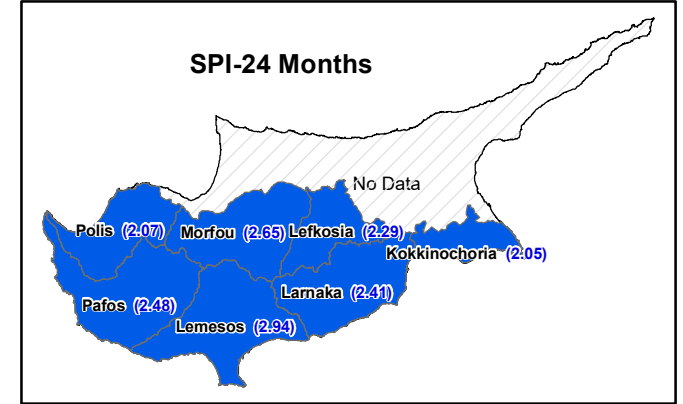 SPI-24 Months
No Data
Polis (2.07)
Morfou (2.65)
Lefkosia (2.29)
Kokkinochoria (2.05)
Pafos (2.48)
Larnaka (2.41)
Lemesos (2.94)